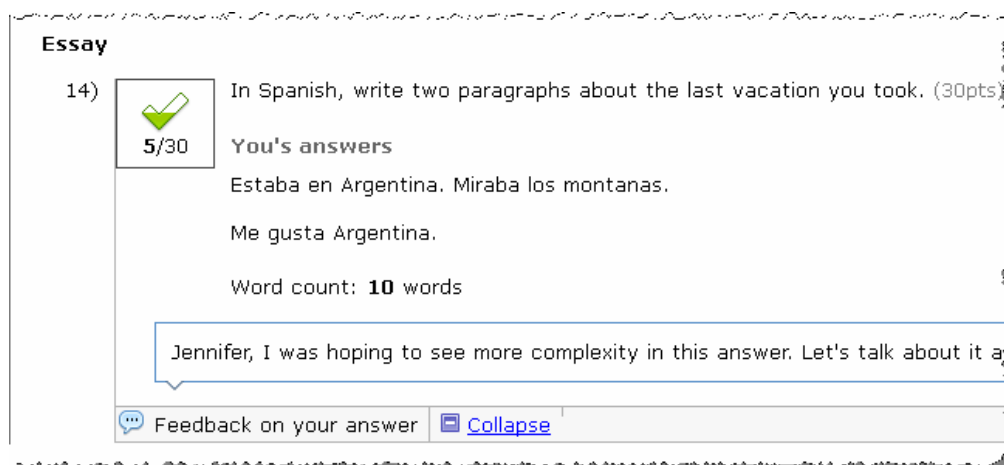 Essay
14) In Spanish, write two paragraphs about the last vacation you took. (30pts)
5/30
You's answers
Estaba en Argentina. Miraba los montanas.
Me gusta Argentina.
Word count: 10 words
Jennifer, I was hoping to see more complexity in this answer. Let's talk about it
Feedback on your answer Collapse